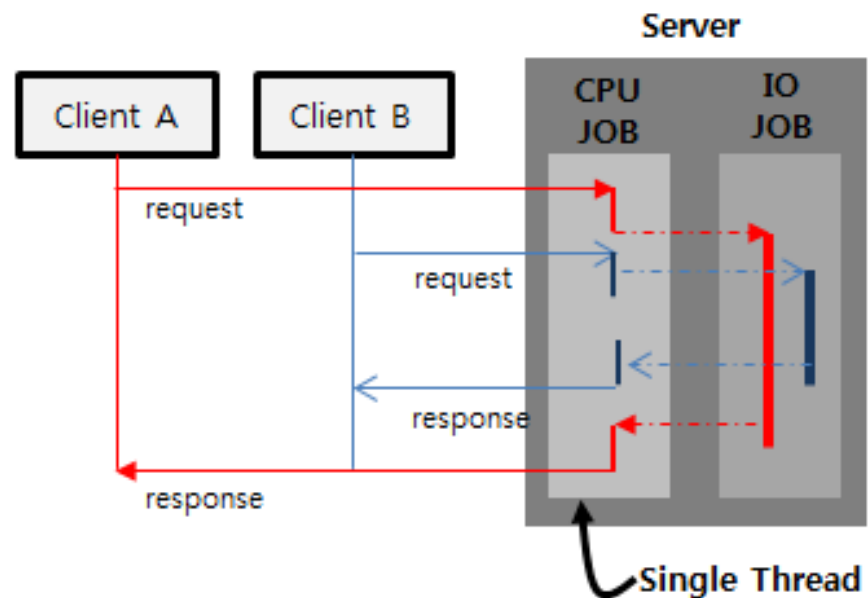 Server
Client A
Client B
CPU
JOB
IO
JOB
request
request
response
response
Single Thread